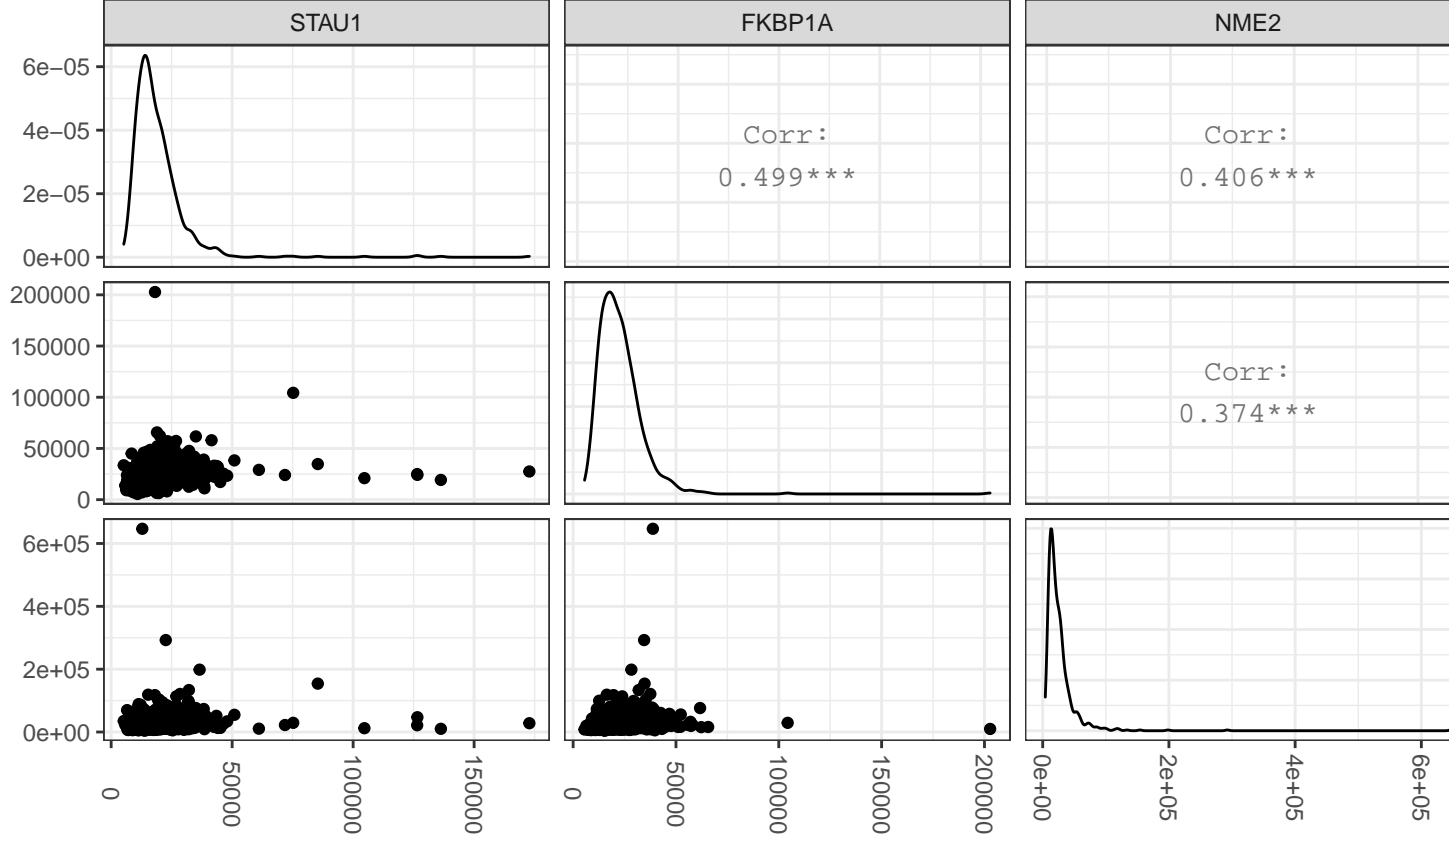 STAU1 FKBP1A NME2
6e−05
4e−05
2e−05
0e+00
Corr:
0.499***
Corr:
0.406***
200000
150000
100000
50000
0
Corr:
0.374***
6e+05
4e+05
2e+05
0e+00
0 50000 100000 150000
0 50000 100000 150000 200000
0e+00 2e+05 4e+05 6e+05